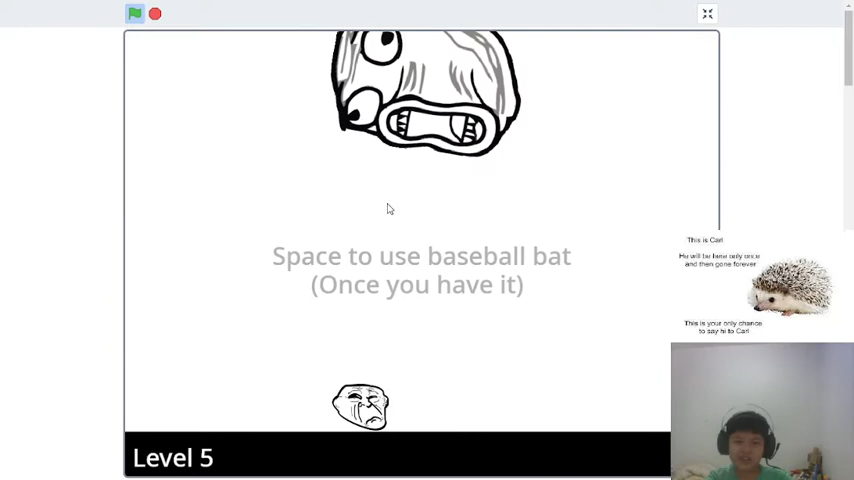 Space to use baseball bat
(Once you have it)
This is Carl
He will be here only once
and then gone forever
This is your only chance
to say hi to Carl
Level 5